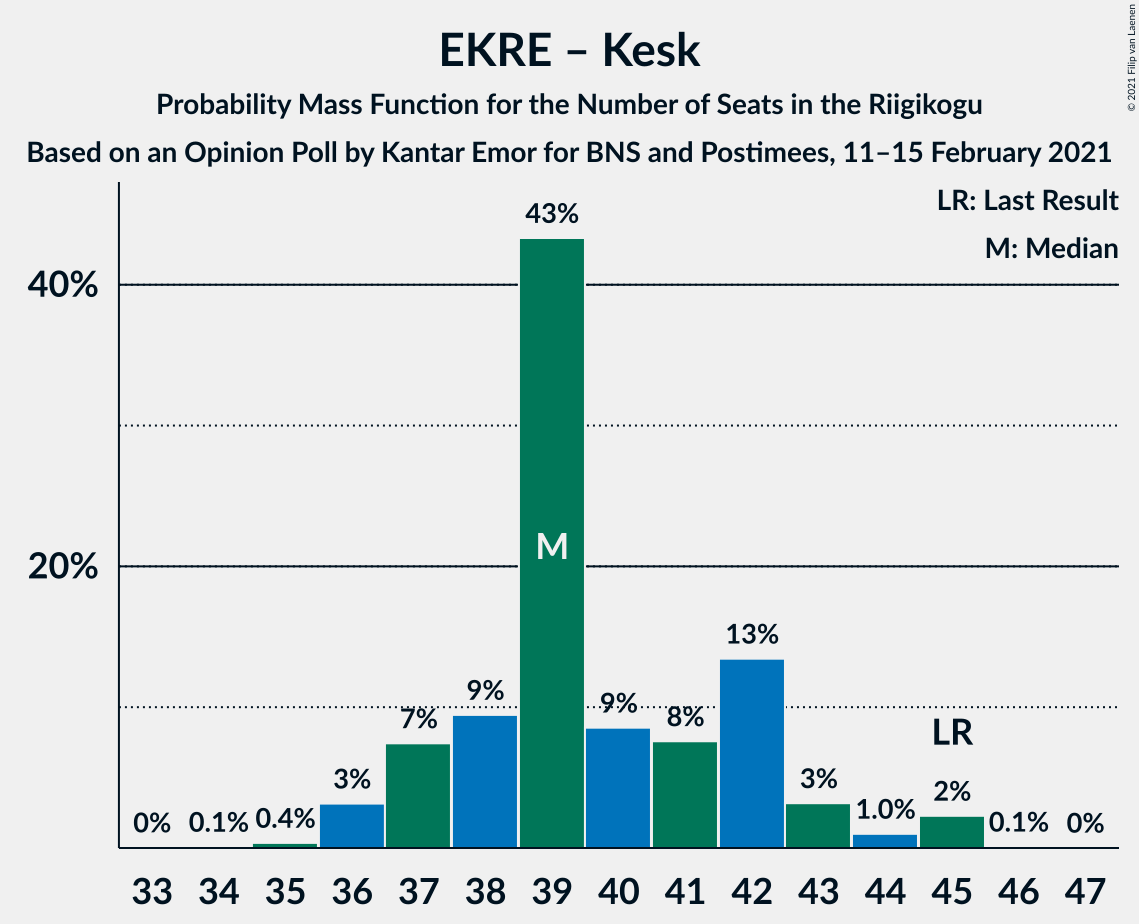 EKRE – Kesk
Probability Mass Function for the Number of Seats in the Riigikogu
Based on an Opinion Poll by Kantar Emor for BNS and Postimees, 11–15 February 2021
© 2021 Filip van Laenen
LR: Last Result
M: Median
40%
20%
0%
0.1%
0.4%
3%
7%
9%
43%
M
9%
8%
13%
3%
1.0%
LR
2%
0.1%
0%
33 34 35 36 37 38 39 40 41 42 43 44 45 46 47